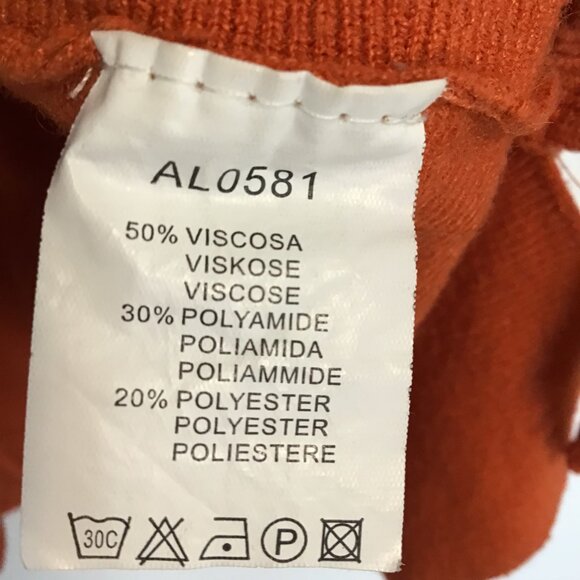 AL0581
50% VISCOSA
VISKOSE
VISCOSE
30% POLYAMIDE
POLIAMIDA
POLIAMMIDE
20% POLYESTER
POLYESTER
POLIESTERE
30C P